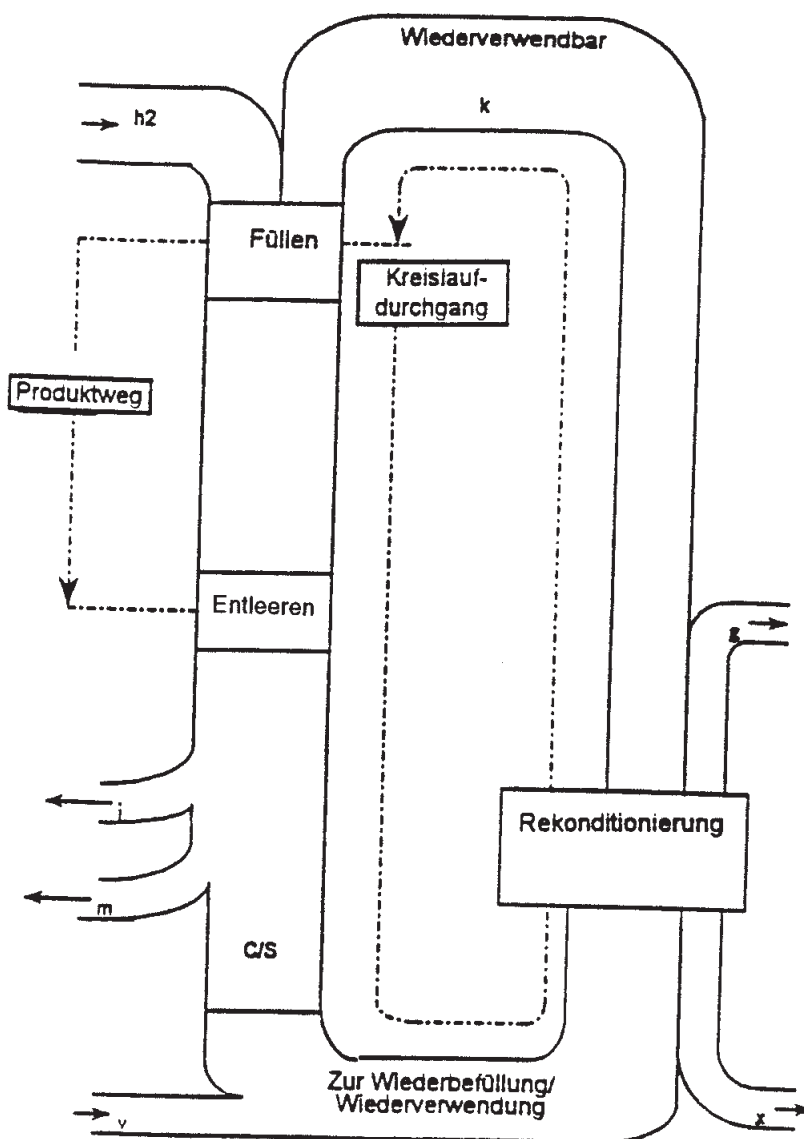 Wiederverwendbar
h2
k
Füllen
Kreislauf-
durchgang
Produktweg
Entleeren
g
j
Rekonditionierung
m
C/S
Zur Wiederbefüllung/
Wiederverwendung
v
x